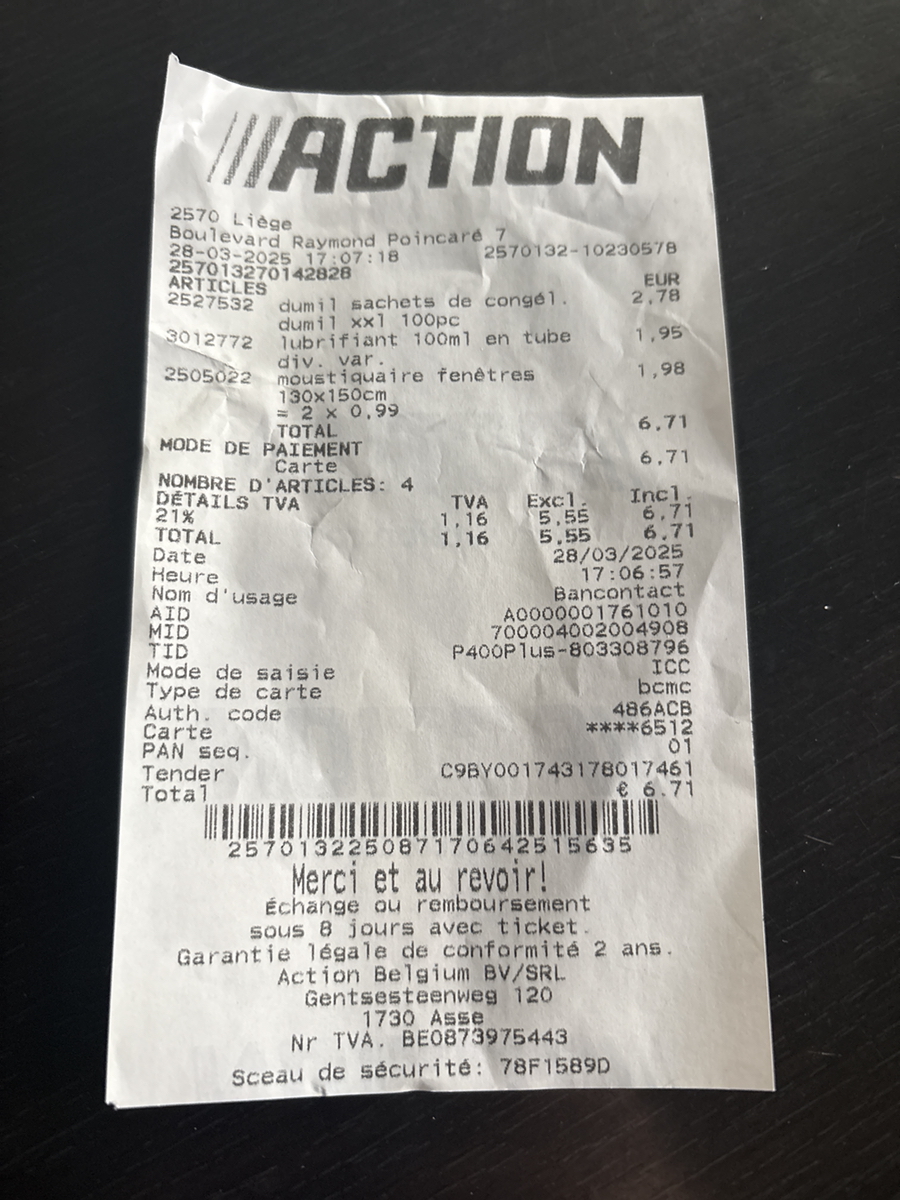 ///ACTION
2570 Liège
Boulevard Raymond Poincaré 7
28-03-2025 17:07:18 2570132-10230578
257013270142828
ARTICLES EUR
2527532 dumil sachets de congél. 2,78
dumil xxl 100pc
3012772 lubrifiant 100ml en tube 1,95
div. var.
2505022 moustiquaire fenêtres 1,98
130x150cm
= 2 x 0,99
TOTAL 6,71
MODE DE PAIEMENT
Carte 6,71
NOMBRE D'ARTICLES: 4
DÉTAILS TVA TVA Excl. Incl.
21% 1,16 5,55 6,71
TOTAL 1,16 5,55 6,71
Date 28/03/2025
Heure 17:06:57
Nom d'usage Bancontact
AID A0000001761010
MID 700004002004908
TID P400Plus-803308796
Mode de saisie ICC
Type de carte bcmc
Auth. code 486ACB
Carte ****6512
PAN seq. 01
Tender C9BY001743178017461
Total € 6.71
257013225087170642515635
Merci et au revoir!
Échange ou remboursement
sous 8 jours avec ticket.
Garantie légale de conformité 2 ans.
Action Belgium BV/SRL
Gentsesteenweg 120
1730 Asse
Nr TVA. BE0873975443
Sceau de sécurité: 78F1589D